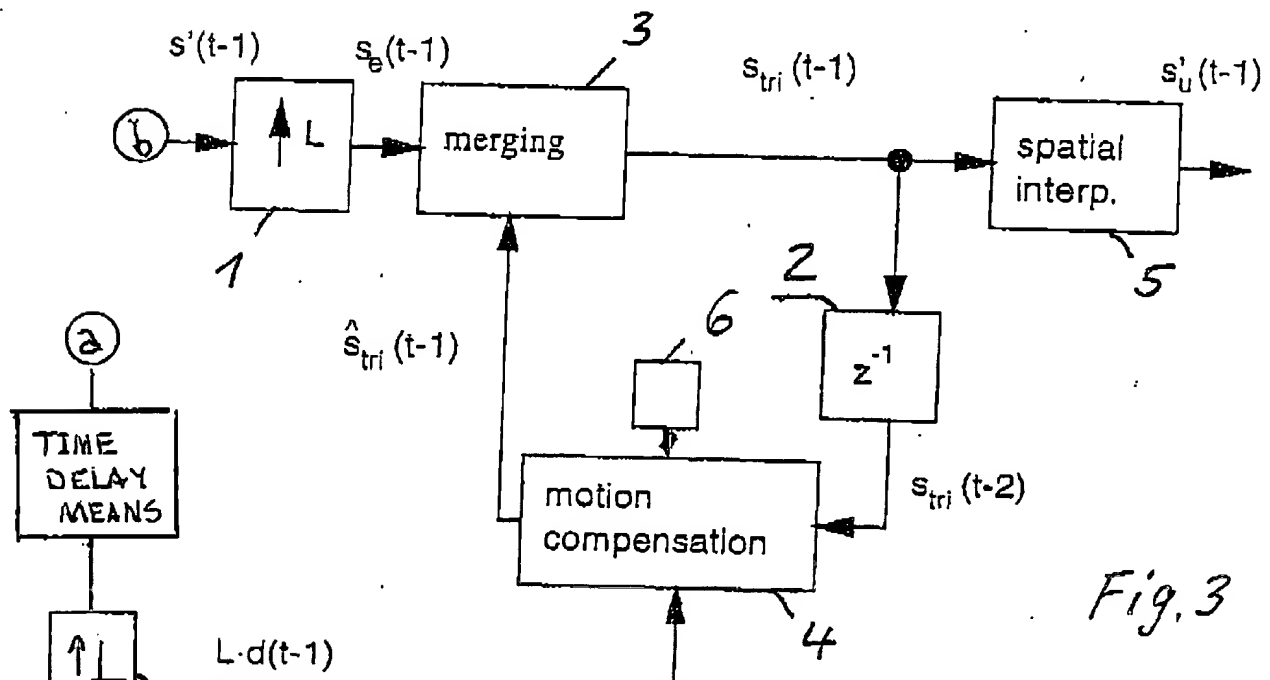 s'(t-1)
s_e(t-1)
3
s_tri (t-1)
s'_u(t-1)
b
↑ L
merging
spatial
interp.
1
2
5
6
ŝ_tri (t-1)
a
z^-1
TIME
DELAY
MEANS
motion
compensation
s_tri (t-2)
Fig. 3
4
↑ L
L·d(t-1)